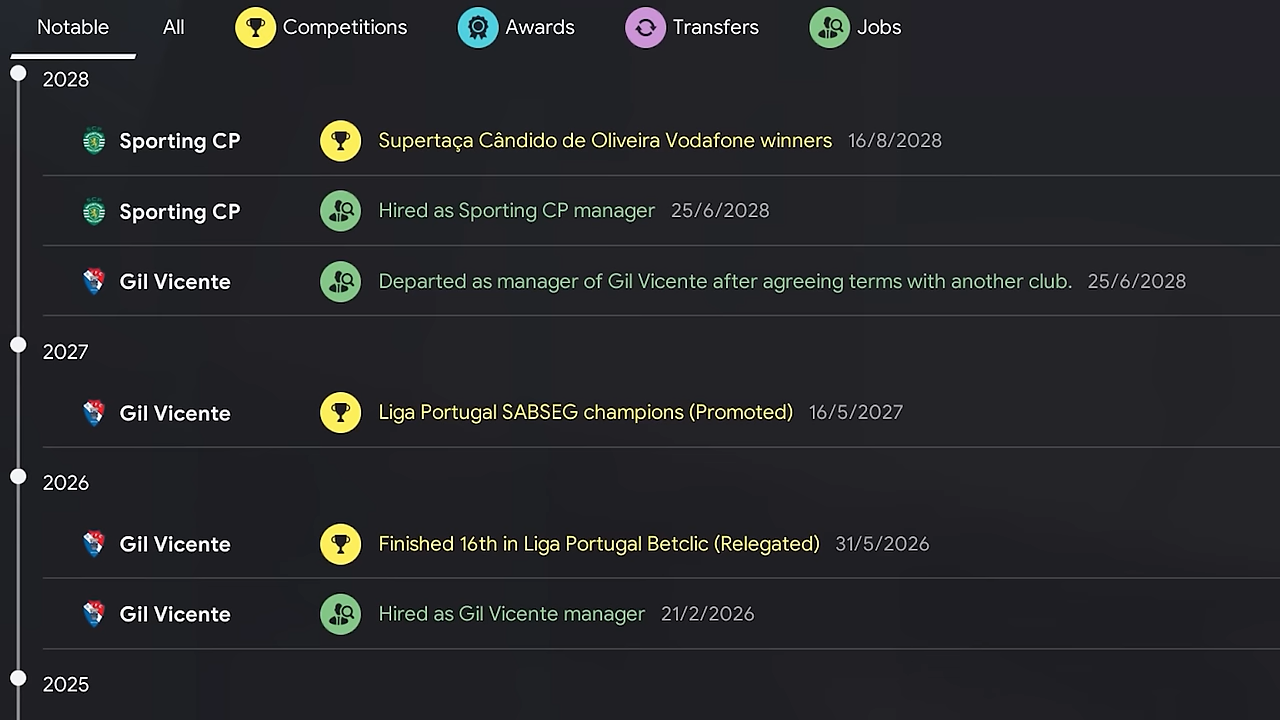 Notable All Competitions Awards Transfers Jobs
2028
Sporting CP Supertaça Cândido de Oliveira Vodafone winners 16/8/2028
Sporting CP Hired as Sporting CP manager 25/6/2028
Gil Vicente Departed as manager of Gil Vicente after agreeing terms with another club. 25/6/2028
2027
Gil Vicente Liga Portugal SABSEG champions (Promoted) 16/5/2027
2026
Gil Vicente Finished 16th in Liga Portugal Betclic (Relegated) 31/5/2026
Gil Vicente Hired as Gil Vicente manager 21/2/2026
2025